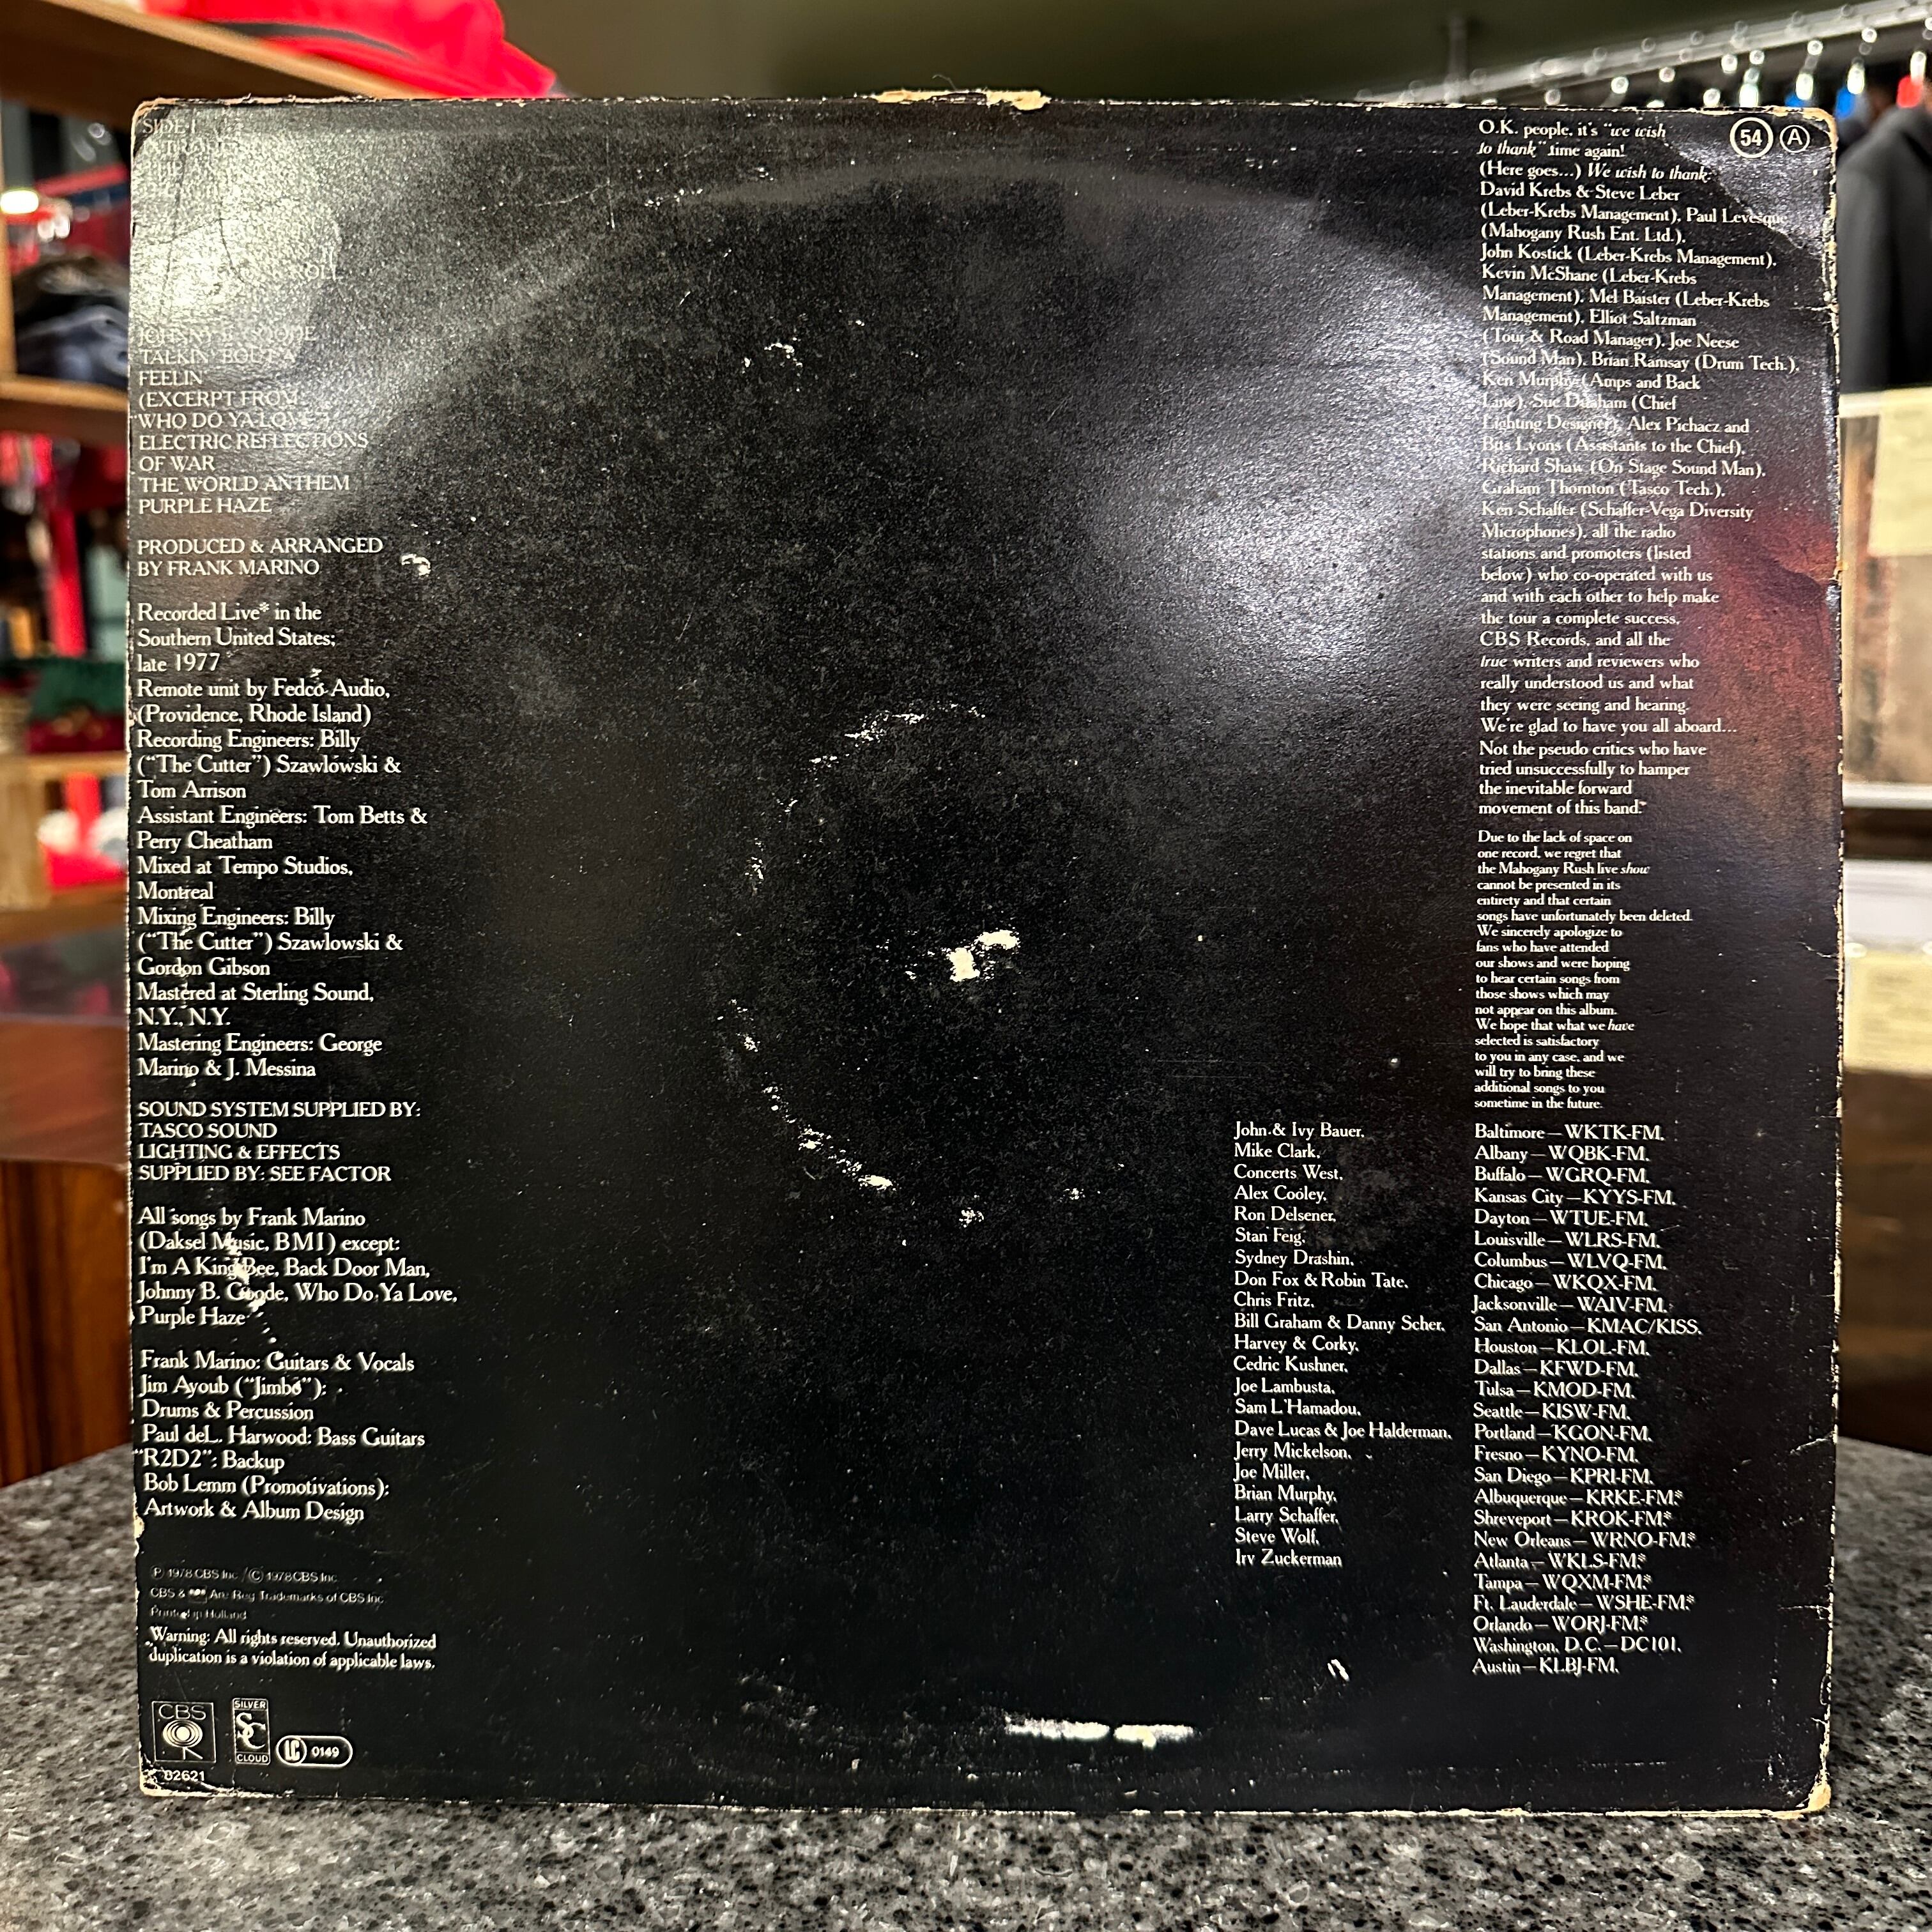 SIDE 1
ROLL
JOHNNY B. GOODE
TALKIN' 'BOUT A
FEELIN
(EXCERPT FROM
WHO DO YA LOVE)
ELECTRIC REFLECTIONS
OF WAR
THE WORLD ANTHEM
PURPLE HAZE
PRODUCED & ARRANGED
BY FRANK MARINO
Recorded Live* in the
Southern United States;
late 1977
Remote unit by Fedco Audio,
(Providence, Rhode Island)
Recording Engineers: Billy
("The Cutter") Szawlowski &
Tom Arrison
Assistant Engineers: Tom Betts &
Perry Cheatham
Mixed at Tempo Studios,
Montreal
Mixing Engineers: Billy
("The Cutter") Szawlowski &
Gordon Gibson
Mastered at Sterling Sound,
N.Y., N.Y.
Mastering Engineers: George
Marino & J. Messina
SOUND SYSTEM SUPPLIED BY:
TASCO SOUND
LIGHTING & EFFECTS
SUPPLIED BY: SEE FACTOR
All songs by Frank Marino
(Daksel Music, BMI) except:
I'm A King Bee, Back Door Man,
Johnny B. Goode, Who Do Ya Love,
Purple Haze
Frank Marino: Guitars & Vocals
Jim Ayoub ("Jimbo"):
Drums & Percussion
Paul deL. Harwood: Bass Guitars
"R2D2": Backup
Bob Lemm (Promotivations):
Artwork & Album Design
℗ 1978 CBS Inc. / © 1978 CBS Inc.
CBS & Are Reg. Trademarks of CBS Inc.
Printed in Holland
Warning: All rights reserved. Unauthorized
duplication is a violation of applicable laws.
CBS
SILVER
SC
CLOUD
LC 0149
82621
54 A
O.K. people, it's "we wish
to thank" time again!
(Here goes...) We wish to thank:
David Krebs & Steve Leber
(Leber-Krebs Management), Paul Levesque
(Mahogany Rush Ent. Ltd.),
John Kostick (Leber-Krebs Management),
Kevin McShane (Leber-Krebs
Management), Mel Baister (Leber-Krebs
Management), Elliot Saltzman
(Tour & Road Manager), Joe Neese
(Sound Man), Brian Ramsay (Drum Tech.),
Ken Murphy (Amps and Back
Line), Sue (Chief
Lighting Designer), Alex Pichacz and
Bits Lyons (Assistants to the Chief),
Richard Shaw (On Stage Sound Man),
Graham Thornton (Tasco Tech.),
Ken Schaffer (Schaffer-Vega Diversity
Microphones), all the radio
stations and promoters (listed
below) who co-operated with us
and with each other to help make
the tour a complete success,
CBS Records, and all the
true writers and reviewers who
really understood us and what
they were seeing and hearing.
We're glad to have you all aboard...
Not the pseudo critics who have
tried unsuccessfully to hamper
the inevitable forward
movement of this band."
Due to the lack of space on
one record, we regret that
the Mahogany Rush live show
cannot be presented in its
entirety and that certain
songs have unfortunately been deleted.
We sincerely apologize to
fans who have attended
our shows and were hoping
to hear certain songs from
those shows which may
not appear on this album.
We hope that what we have
selected is satisfactory
to you in any case, and we
will try to bring these
additional songs to you
sometime in the future.
John & Ivy Bauer,
Mike Clark,
Concerts West,
Alex Cooley,
Ron Delsener,
Stan Feig,
Sydney Drashin,
Don Fox & Robin Tate,
Chris Fritz,
Bill Graham & Danny Scher,
Harvey & Corky,
Cedric Kushner,
Joe Lambusta,
Sam L'Hamadou,
Dave Lucas & Joe Halderman,
Jerry Mickelson,
Joe Miller,
Brian Murphy,
Larry Schaffer,
Steve Wolf,
Irv Zuckerman
Baltimore—WKTK-FM,
Albany—WQBK-FM,
Buffalo—WGRQ-FM,
Kansas City—KYYS-FM,
Dayton—WTUE-FM,
Louisville—WLRS-FM,
Columbus—WLVQ-FM,
Chicago—WKQX-FM,
Jacksonville—WAIV-FM,
San Antonio—KMAC/KISS,
Houston—KLOL-FM,
Dallas—KFWD-FM,
Tulsa—KMOD-FM,
Seattle—KISW-FM,
Portland—KGON-FM,
Fresno—KYNO-FM,
San Diego—KPRI-FM,
Albuquerque—KRKE-FM,*
Shreveport—KROK-FM,*
New Orleans—WRNO-FM,*
Atlanta—WKLS-FM,*
Tampa—WQXM-FM,*
Ft. Lauderdale—WSHE-FM,*
Orlando—WORJ-FM,*
Washington, D.C.—DC101,
Austin—KLBJ-FM,